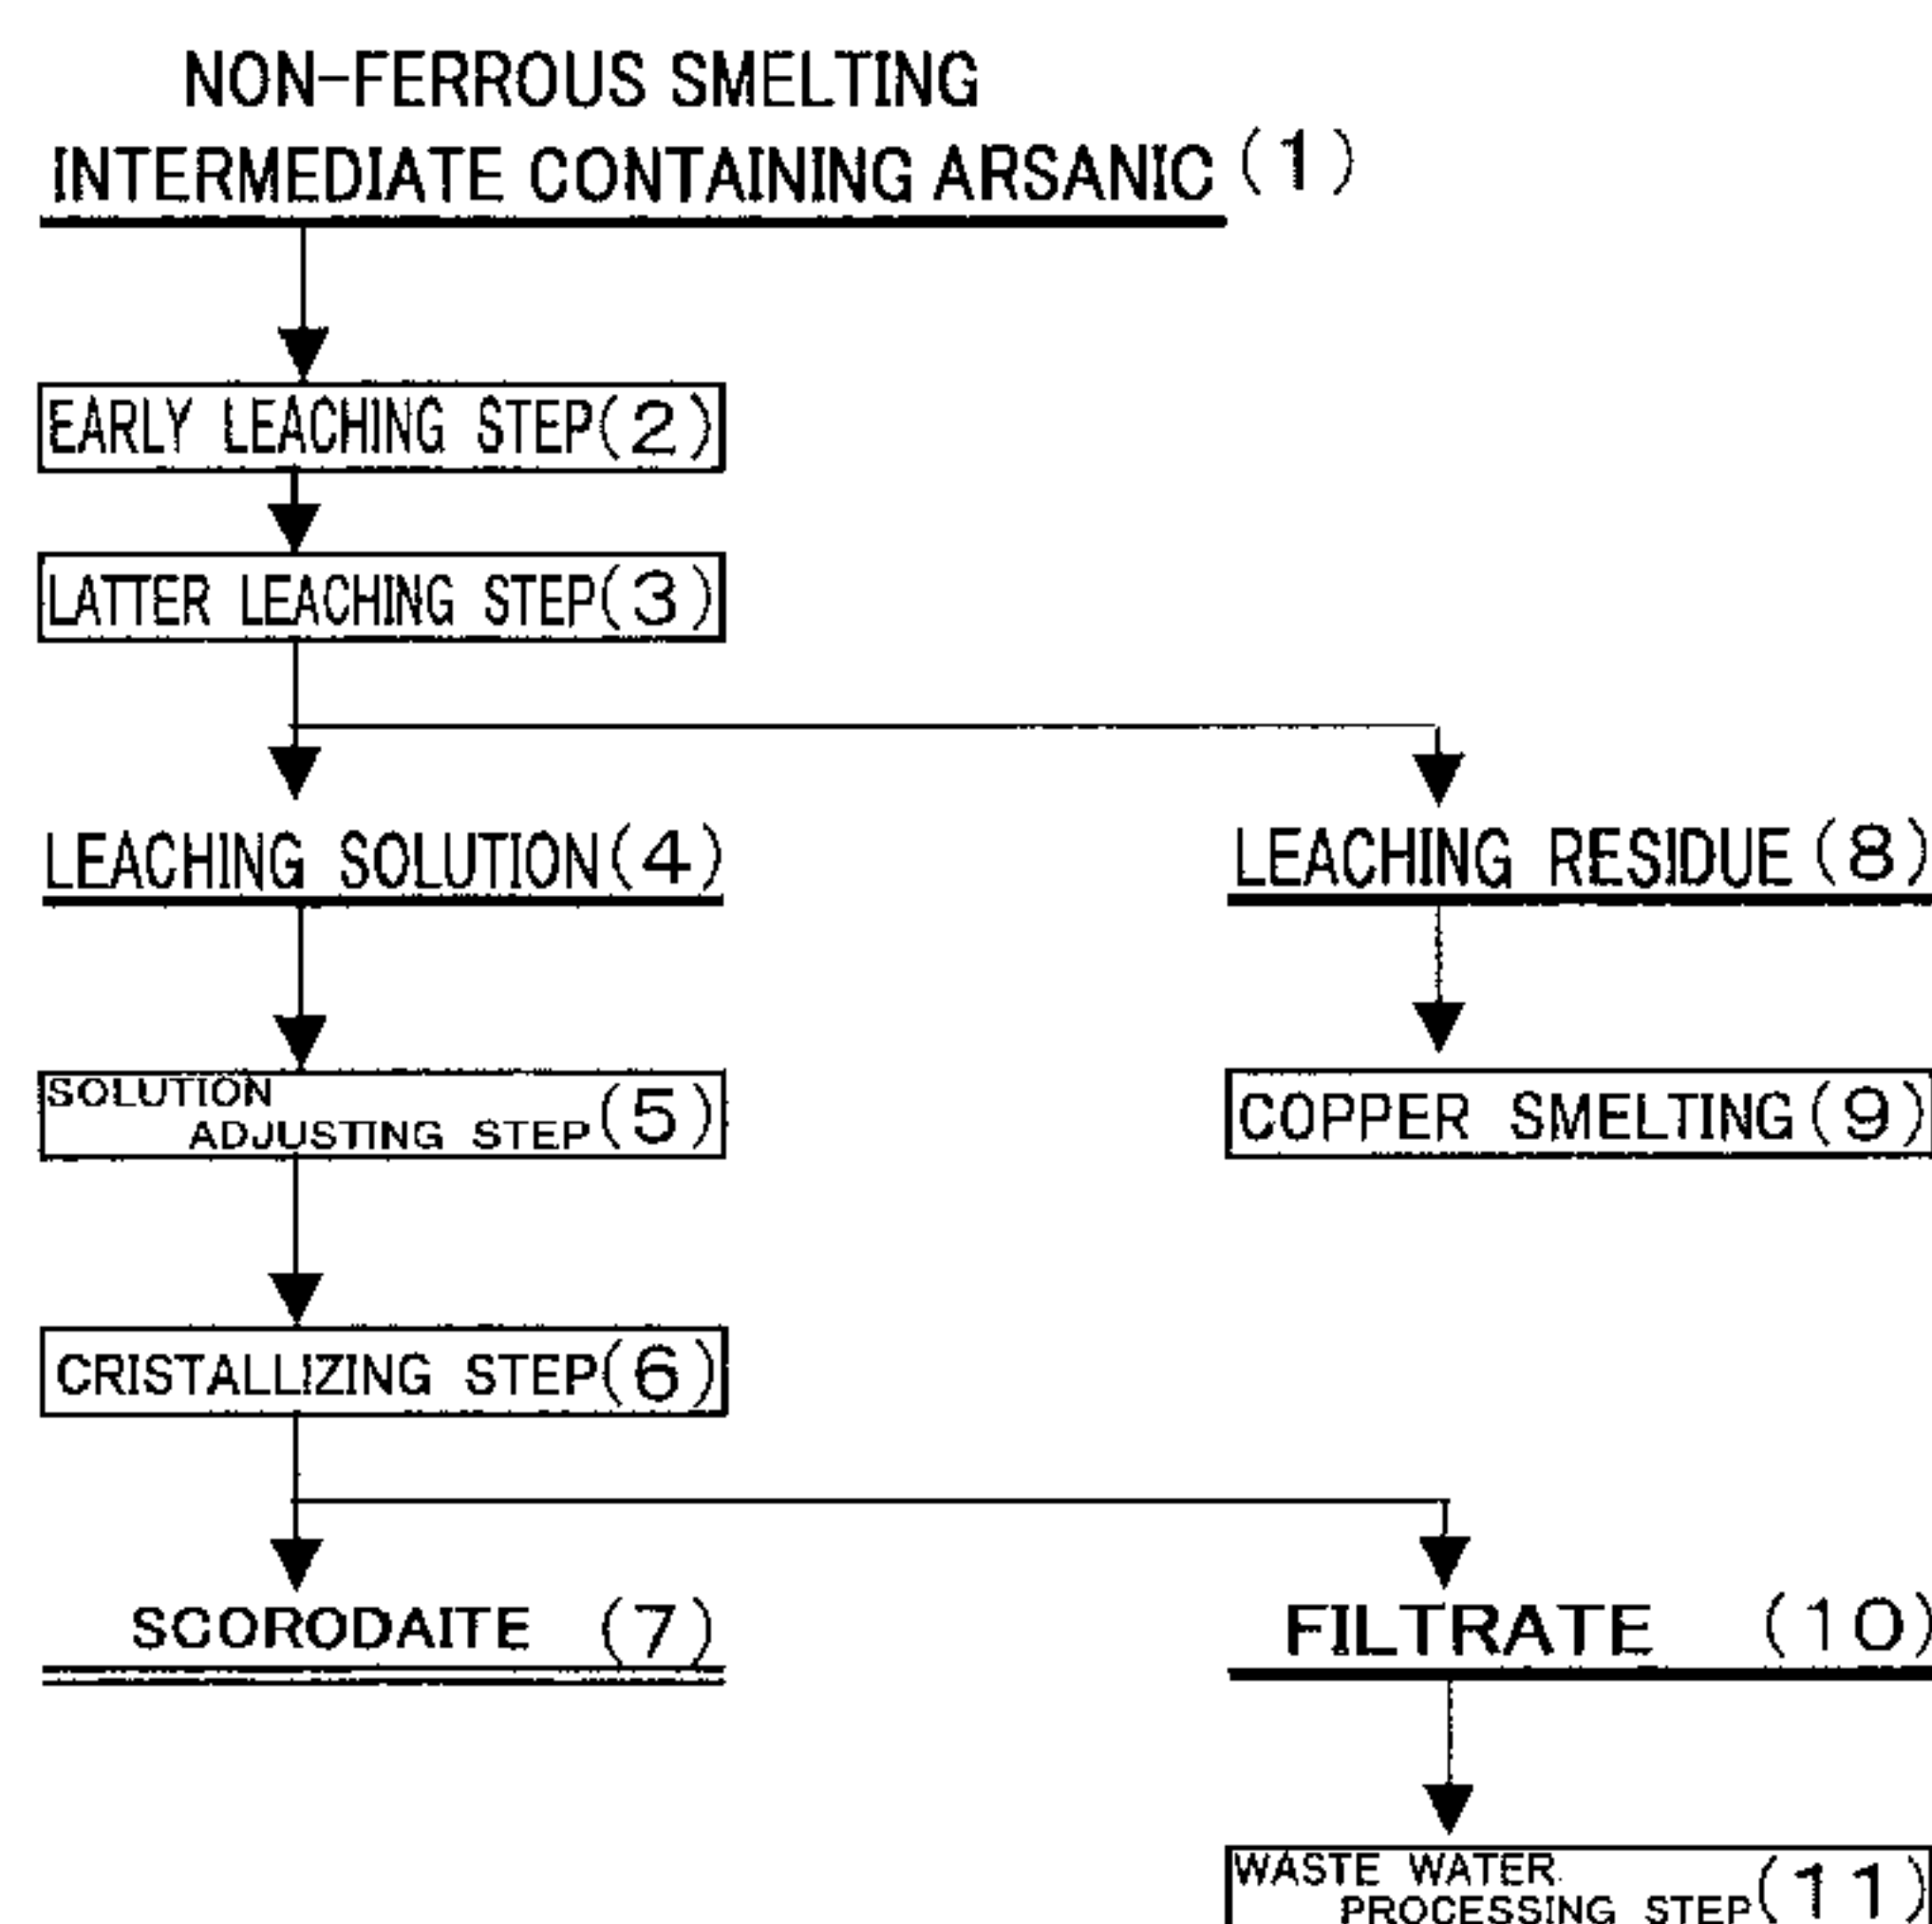 NON-FERROUS SMELTING
INTERMEDIATE CONTAINING ARSANIC (1)
EARLY LEACHING STEP(2)
LATTER LEACHING STEP(3)
LEACHING SOLUTION(4)
LEACHING RESIDUE(8)
SOLUTION
ADJUSTING STEP(5)
COPPER SMELTING(9)
CRISTALLIZING STEP(6)
SCORODAITE (7)
FILTRATE (10)
WASTE WATER
PROCESSING STEP(11)